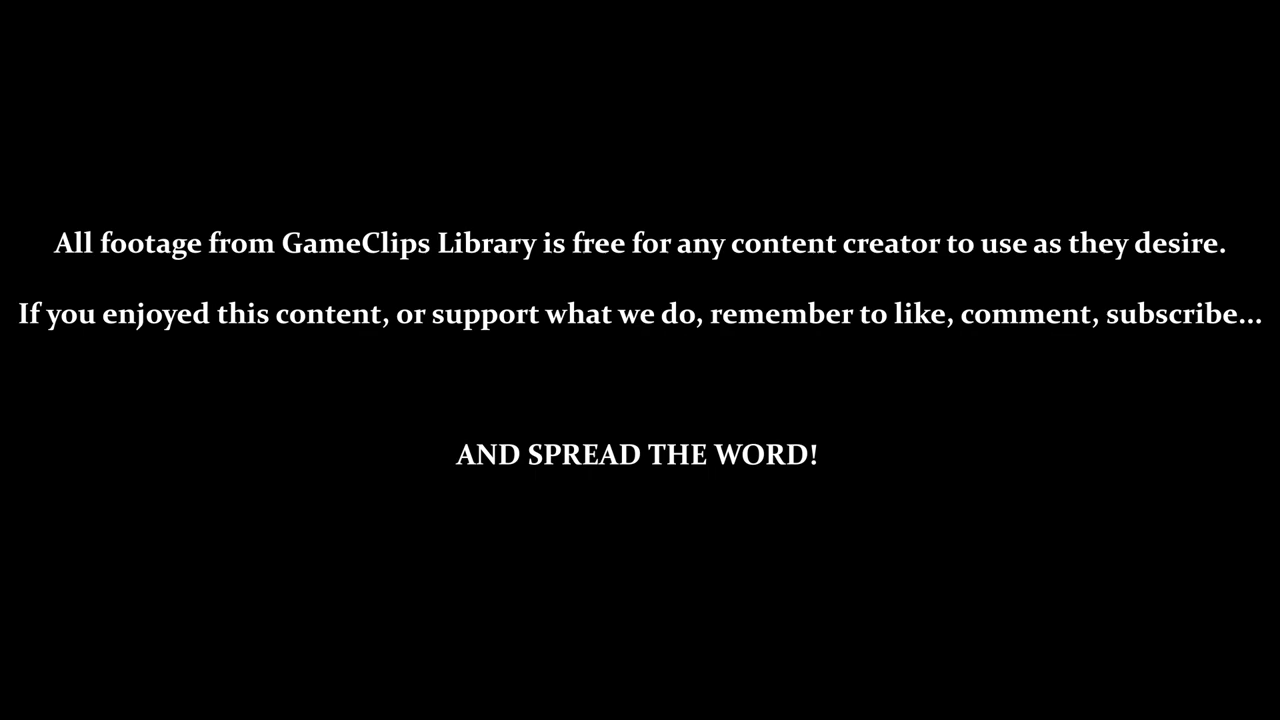 All footage from GameClips Library is free for any content creator to use as they desire.
If you enjoyed this content, or support what we do, remember to like, comment, subscribe...
AND SPREAD THE WORD!